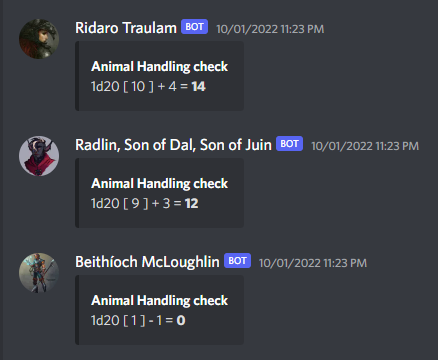 Ridaro Traulam BOT 10/01/2022 11:23 PM
Animal Handling check
1d20 [ 10 ] + 4 = 14
Radlin, Son of Dal, Son of Juin BOT 10/01/2022 11:23 PM
Animal Handling check
1d20 [ 9 ] + 3 = 12
Beithíoch McLoughlin BOT 10/01/2022 11:23 PM
Animal Handling check
1d20 [ 1 ] - 1 = 0